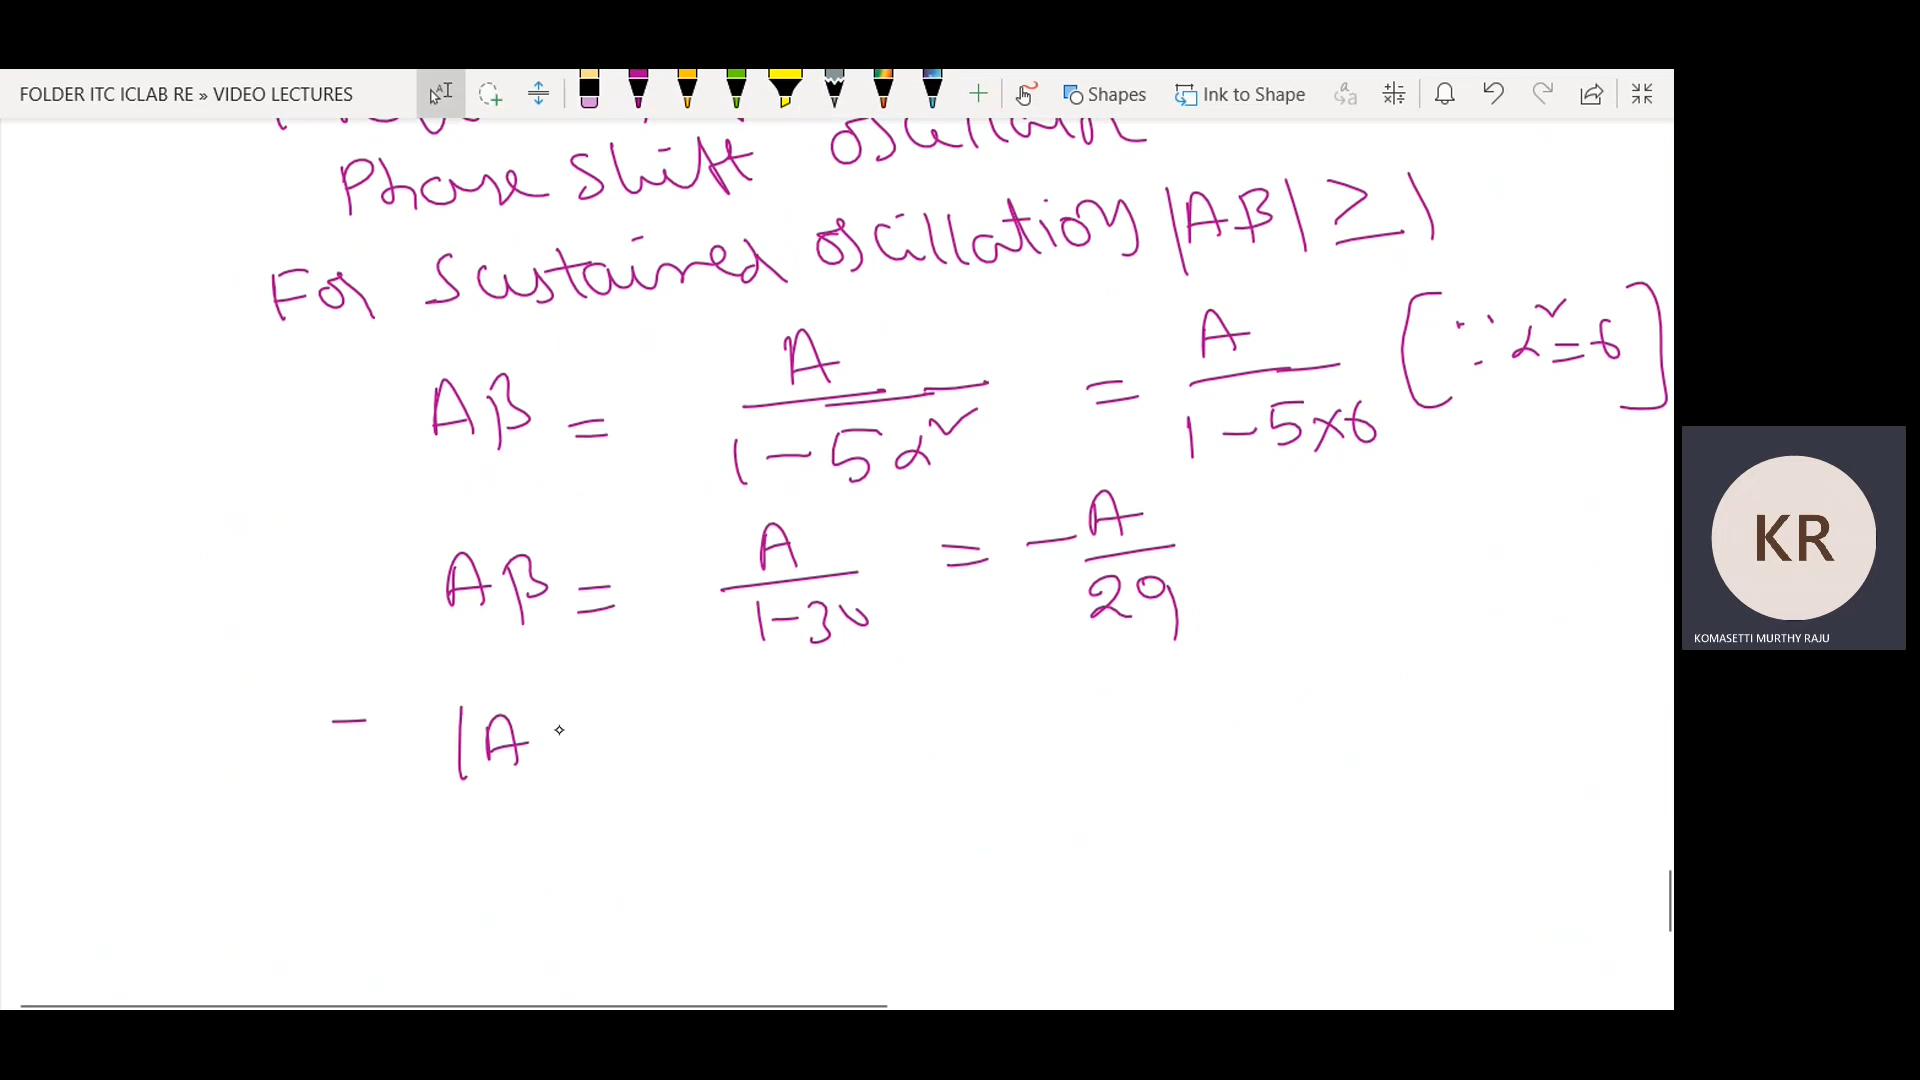 FOLDER ITC ICLAB RE » VIDEO LECTURES
Shapes
Ink to Shape
Phase shift oscillator
For sustained oscillation |Aβ| ≥ 1
Aβ = A / (1 - 5α²) = A / (1 - 5×6) [∵ α² = 6]
Aβ = A / (1 - 30) = -A / 29
- |A
KR
KOMASETTI MURTHY RAJU